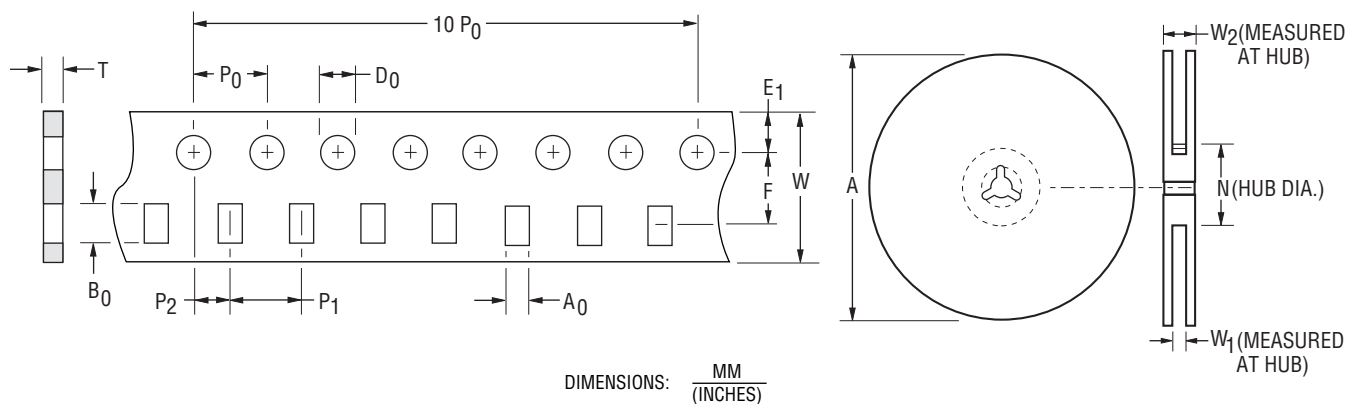 10 P0
W2(MEASURED
AT HUB)
T
P0
D0
E1
F
W
A
N(HUB DIA.)
B0
P2
P1
A0
W1(MEASURED
AT HUB)
DIMENSIONS: MM
(INCHES)